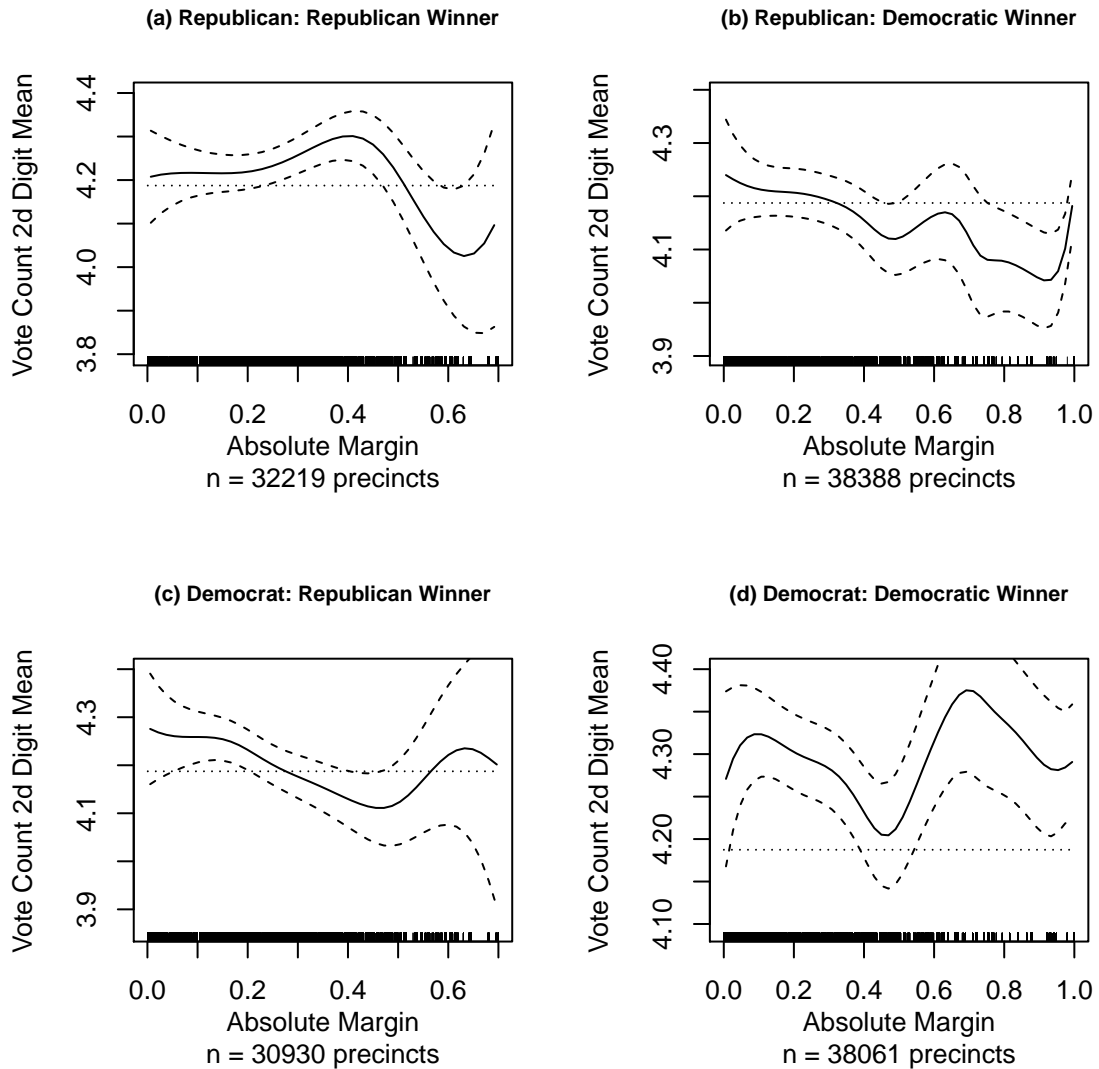 (a) Republican: Republican Winner
Vote Count 2d Digit Mean
4.4
4.2
4.0
3.8
0.0 0.2 0.4 0.6
Absolute Margin
n = 32219 precincts
(b) Republican: Democratic Winner
Vote Count 2d Digit Mean
4.3
4.1
3.9
0.0 0.2 0.4 0.6 0.8 1.0
Absolute Margin
n = 38388 precincts
(c) Democrat: Republican Winner
Vote Count 2d Digit Mean
4.3
4.1
3.9
0.0 0.2 0.4 0.6
Absolute Margin
n = 30930 precincts
(d) Democrat: Democratic Winner
Vote Count 2d Digit Mean
4.40
4.30
4.20
4.10
0.0 0.2 0.4 0.6 0.8 1.0
Absolute Margin
n = 38061 precincts